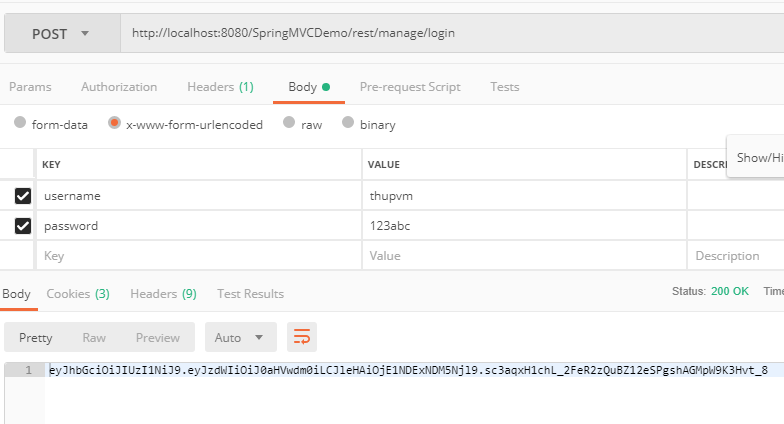 POST http://localhost:8080/SpringMVCDemo/rest/manage/login
Params Authorization Headers (1) Body Pre-request Script Tests
form-data x-www-form-urlencoded raw binary
KEY VALUE DESCRI Show/Hi
username thupvm
password 123abc
Key Value Description
Body Cookies (3) Headers (9) Test Results Status: 200 OK Time
Pretty Raw Preview Auto
1 eyJhbGciOiJIUzI1NiJ9.eyJzdWIiOiJ0aHVwdm0iLCJleHAiOjE1NDExNDM5Njl9.sc3aqxH1chL_2FeR2zQuBZ12eSPgshAGMpW9K3Hvt_8